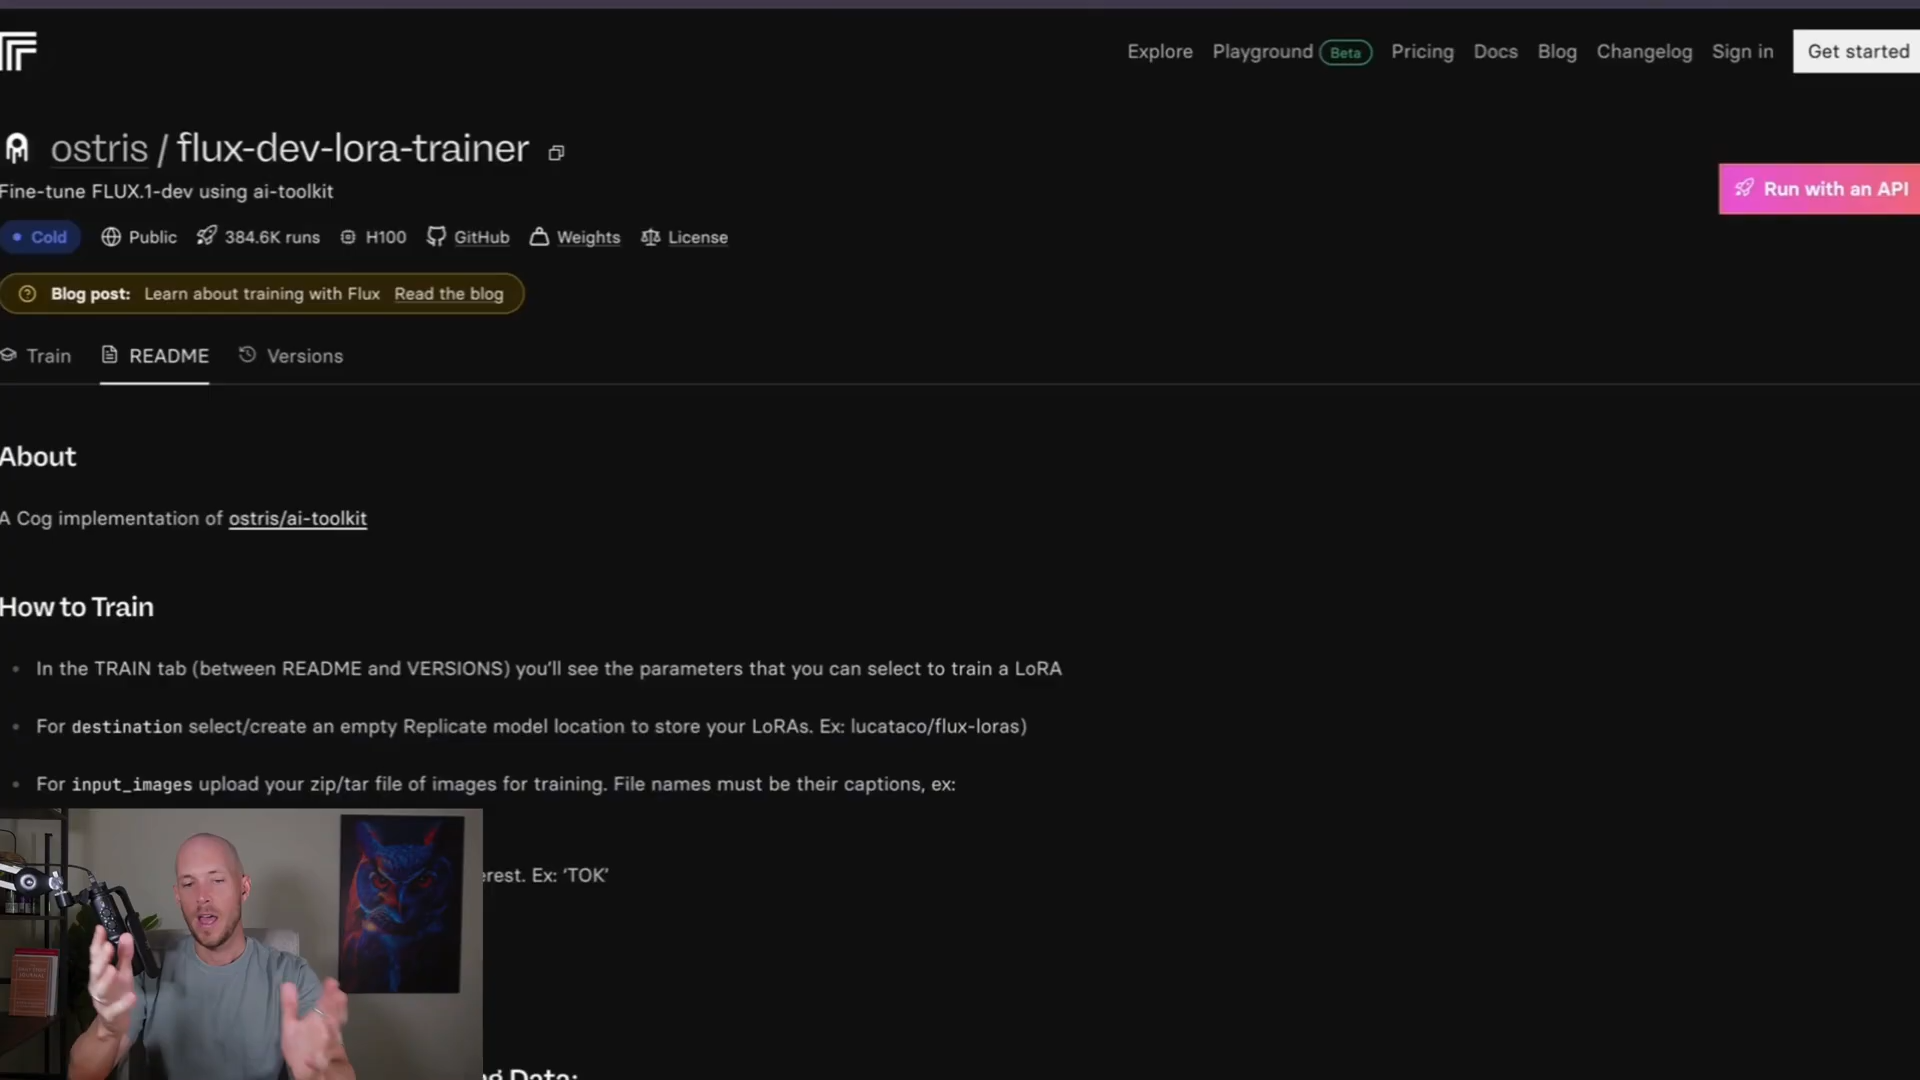 Explore Playground Beta Pricing Docs Blog Changelog Sign in Get started
ostris / flux-dev-lora-trainer
Fine-tune FLUX.1-dev using ai-toolkit
Run with an API
Cold Public 384.6K runs H100 GitHub Weights License
Blog post: Learn about training with Flux Read the blog
Train README Versions
About
A Cog implementation of ostris/ai-toolkit
How to Train
In the TRAIN tab (between README and VERSIONS) you'll see the parameters that you can select to train a LoRA
For destination select/create an empty Replicate model location to store your LoRAs. Ex: lucataco/flux-loras)
For input_images upload your zip/tar file of images for training. File names must be their captions, ex:
erest. Ex: ‘TOK’
g Data: